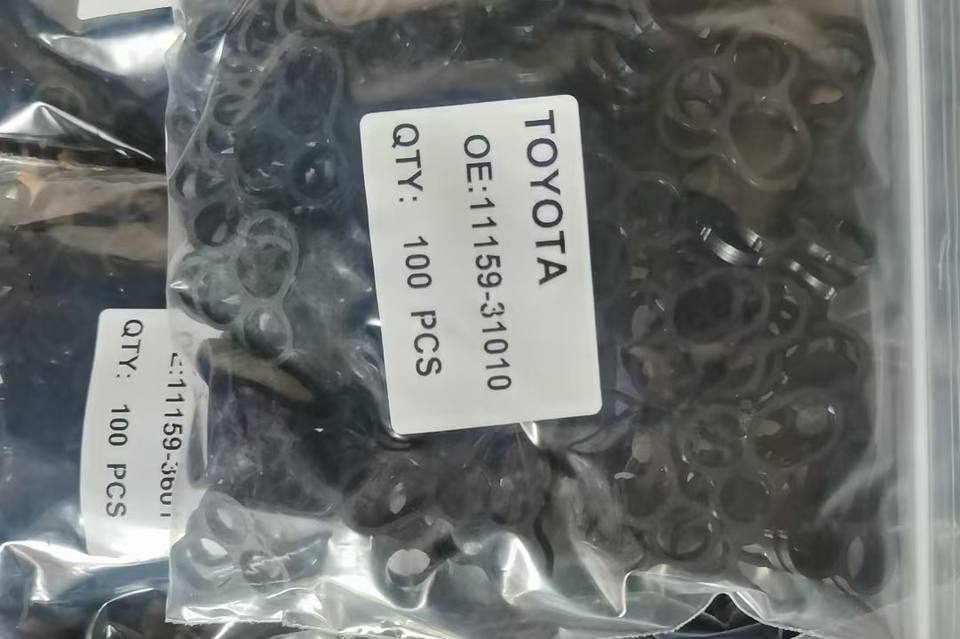 TOYOTA
OE:11159-31010
QTY: 100 PCS
QTY: 100 PCS